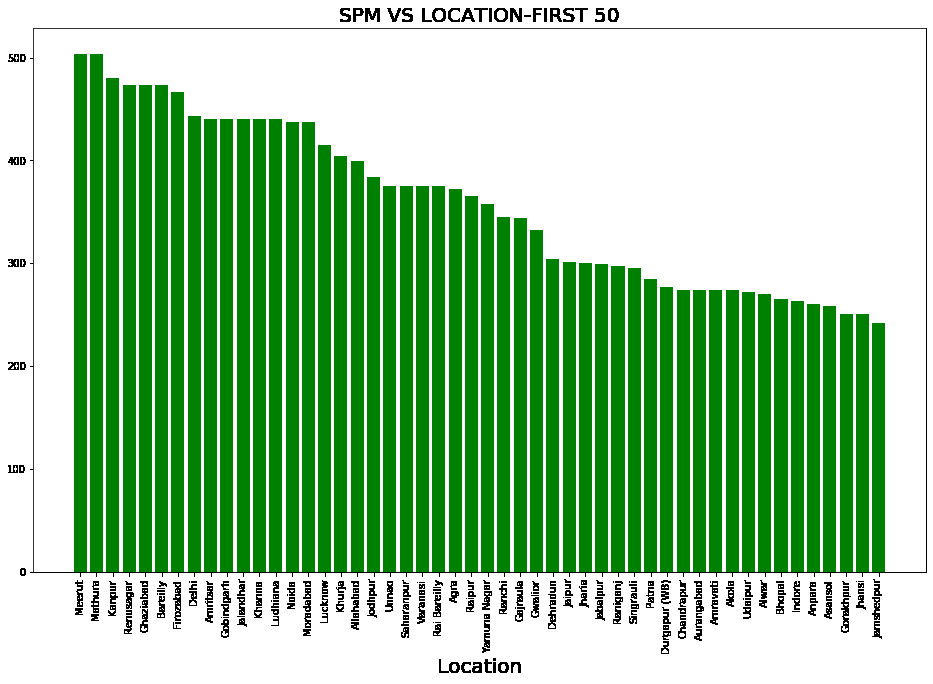 SPM VS LOCATION-FIRST 50
500
400
300
200
100
0
Meerut
Mathura
Kanpur
Renusagar
Ghaziabad
Bareilly
Firozabad
Delhi
Amritsar
Gobindgarh
Jalandhar
Khanna
Ludhiana
Noida
Moradabad
Lucknow
Khurja
Allahabad
Jodhpur
Unnao
Saharanpur
Varanasi
Rai Bareilly
Agra
Raipur
Yamuna Nagar
Ranchi
Gajraula
Gwalior
Dehradun
Jaipur
Jharia
Jabalpur
Raniganj
Singrauli
Patna
Durgapur (WB)
Chandrapur
Aurangabad
Amravati
Akola
Udaipur
Alwar
Bhopal
Indore
Angara
Asansol
Gorakhpur
Jhansi
Jamshedpur
Location